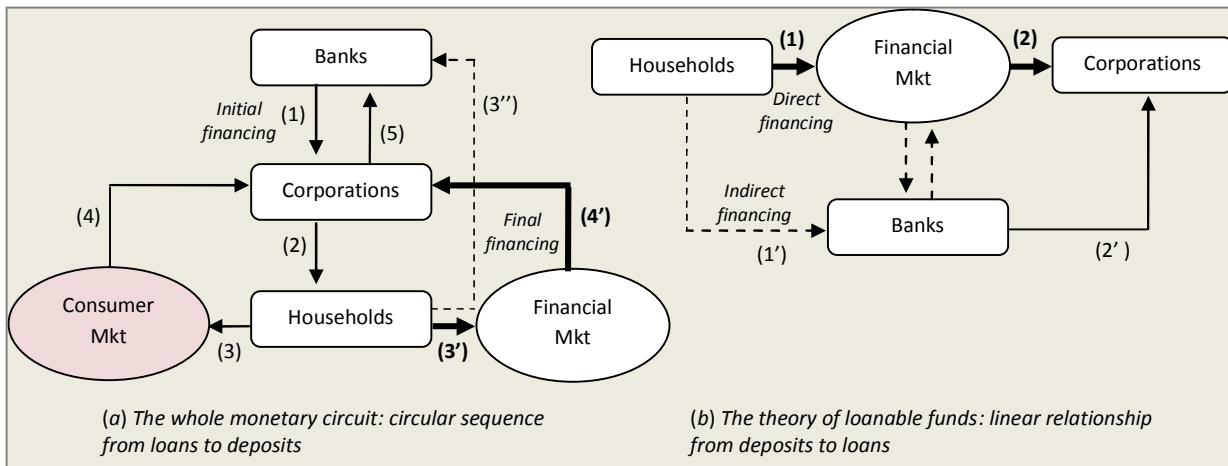 Banks
Initial
financing
(1)
(5)
(3’’)
Corporations
(4)
(2)
Final
financing
(4’)
Consumer
Mkt
Households
Financial
Mkt
(3)
(3’)
(a) The whole monetary circuit: circular sequence
from loans to deposits
Households
(1)
Financial
Mkt
(2)
Corporations
Direct
financing
Indirect
financing
(1’)
Banks
(2’ )
(b) The theory of loanable funds: linear relationship
from deposits to loans